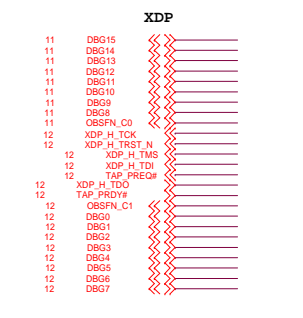 XDP
11 DBG15
11 DBG14
11 DBG13
11 DBG12
11 DBG11
11 DBG10
11 DBG9
11 DBG8
11 OBSFN_C0
12 XDP_H_TCK
12 XDP_H_TRST_N
12 XDP_H_TMS
12 XDP_H_TDI
12 TAP_PREQ#
12 XDP_H_TDO
12 TAP_PRDY#
12 OBSFN_C1
12 DBG0
12 DBG1
12 DBG2
12 DBG3
12 DBG4
12 DBG5
12 DBG6
12 DBG7